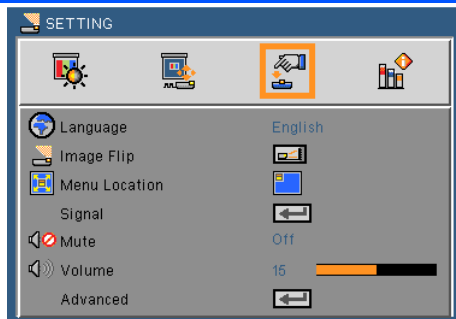 SETTING
Language English
Image Flip
Menu Location
Signal
Mute Off
Volume 15
Advanced